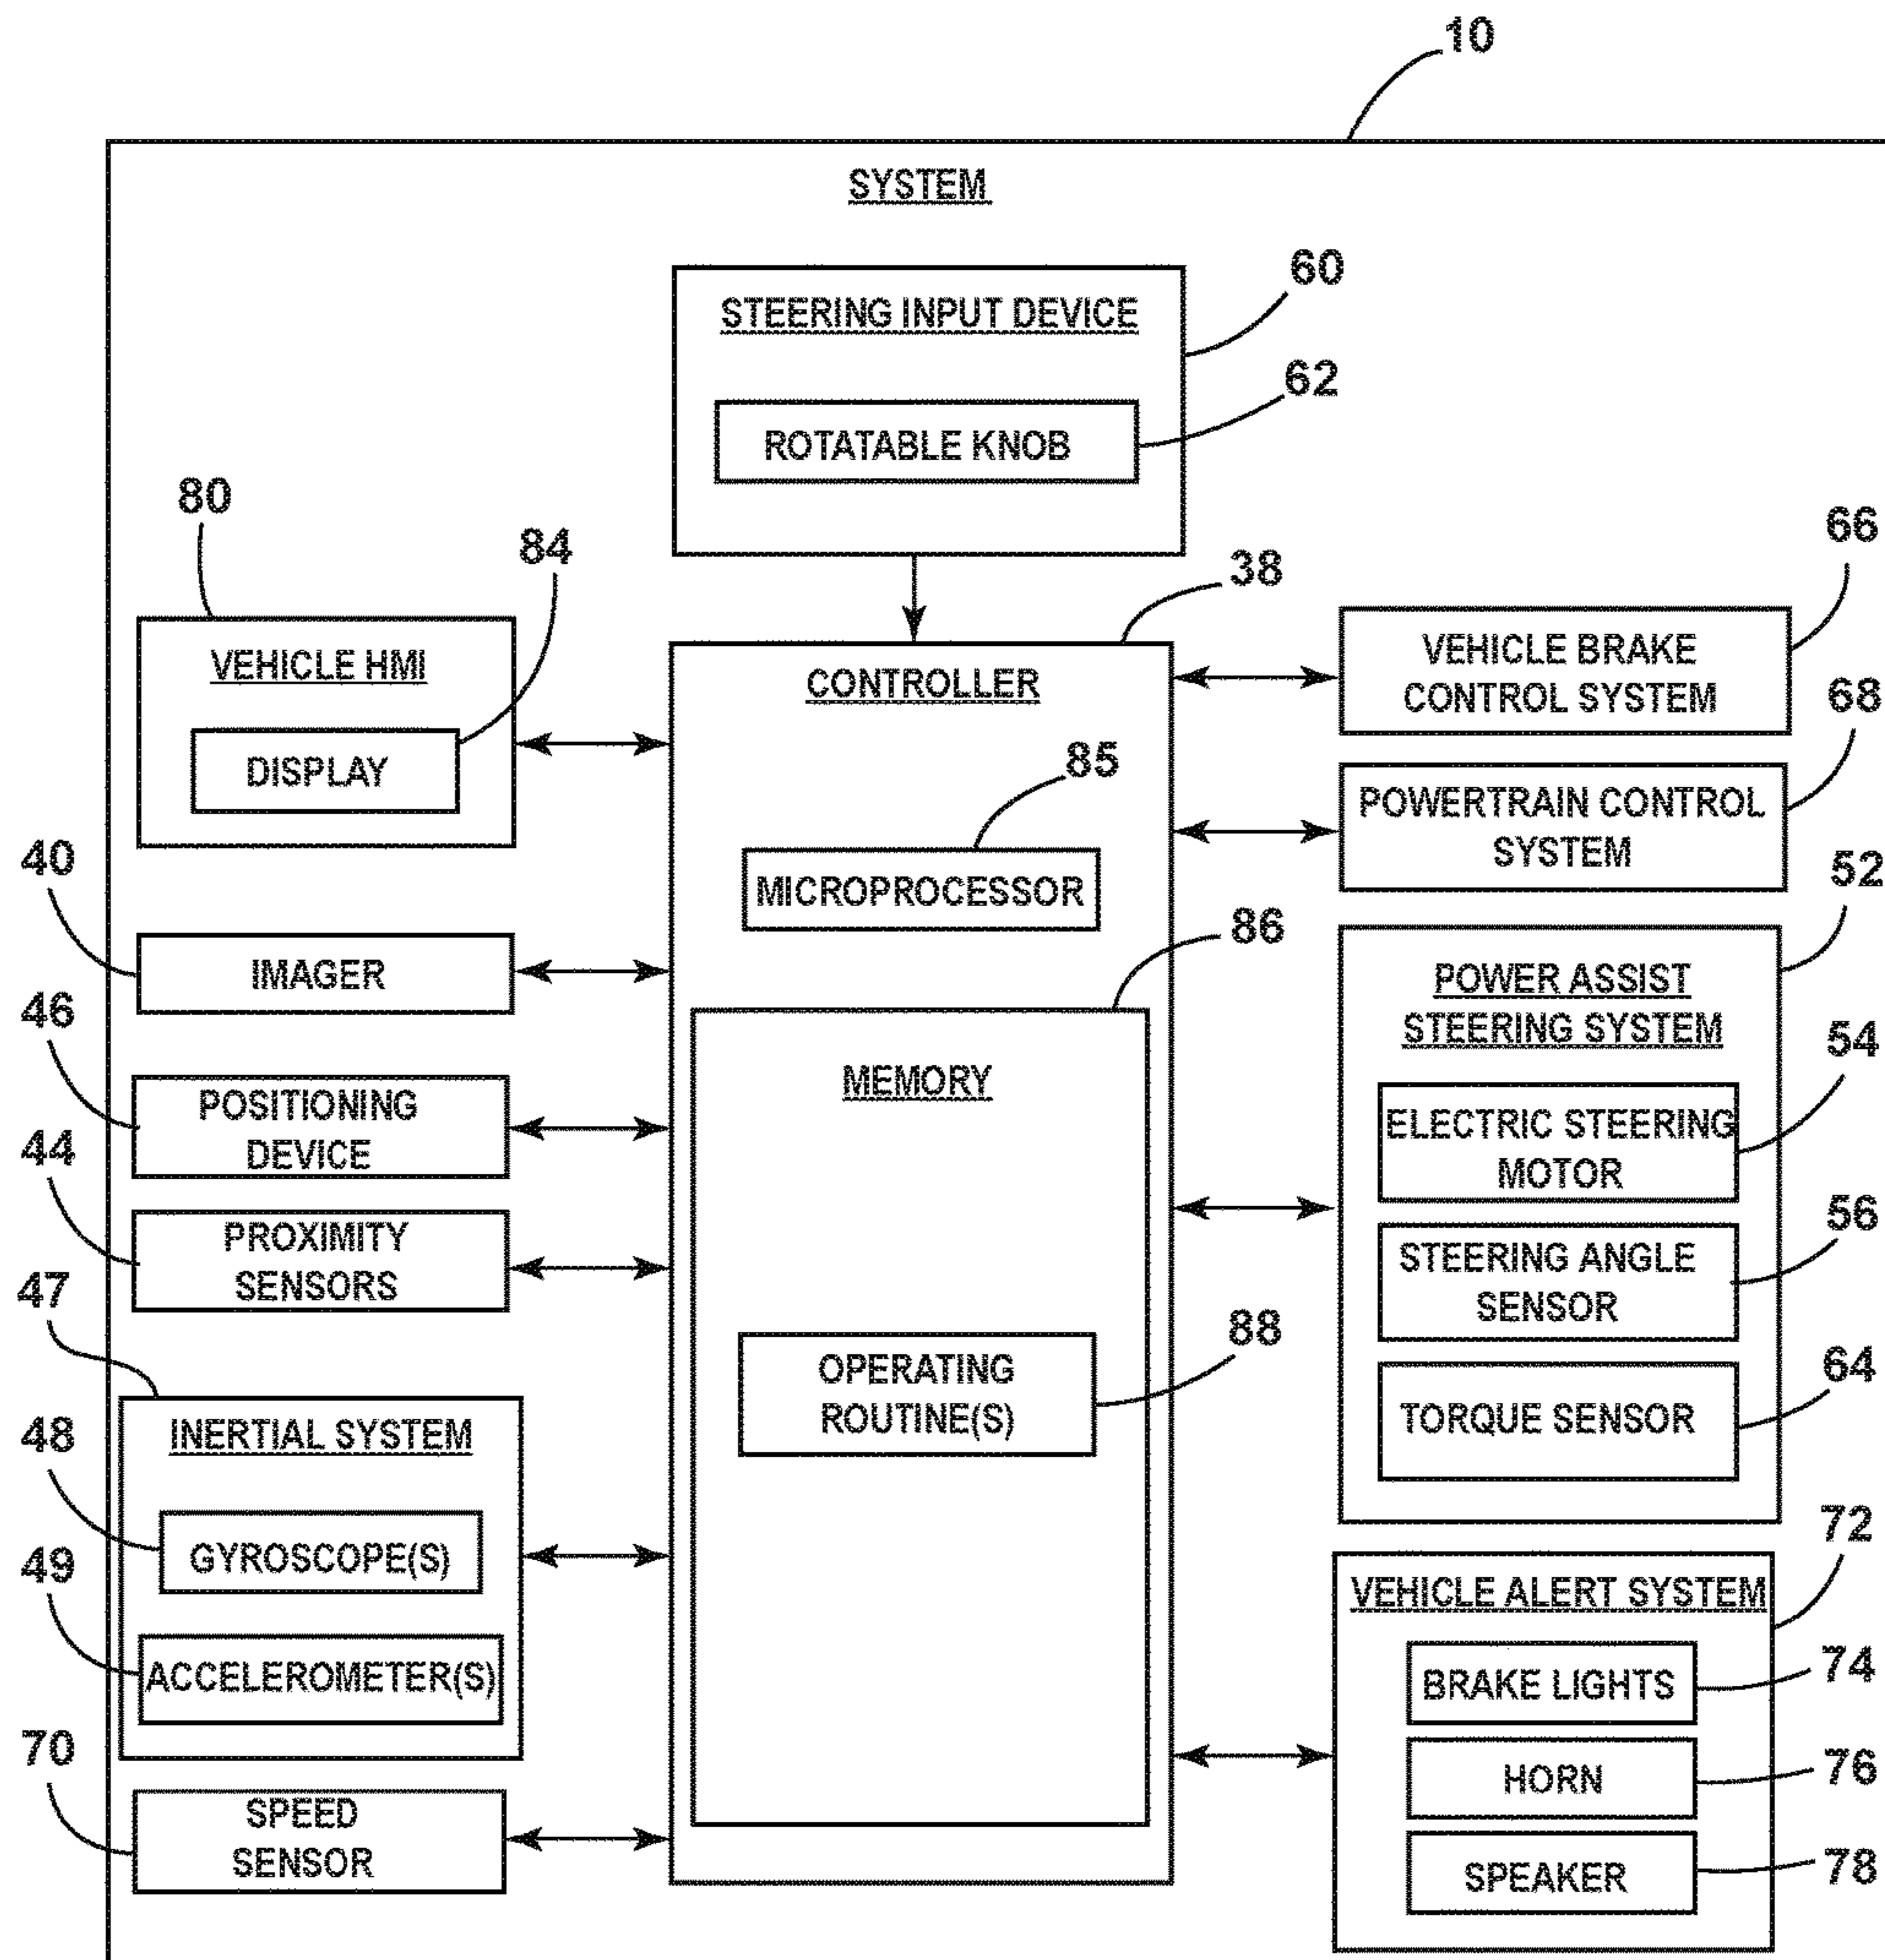 10
SYSTEM
60
STEERING INPUT DEVICE
62
ROTATABLE KNOB
80
84
VEHICLE HMI
DISPLAY
40
IMAGER
46
POSITIONING
DEVICE
44
PROXIMITY
SENSORS
47
INERTIAL SYSTEM
48
GYROSCOPE(S)
49
ACCELEROMETER(S)
70
SPEED
SENSOR
38
CONTROLLER
85
MICROPROCESSOR
86
MEMORY
88
OPERATING
ROUTINE(S)
66
VEHICLE BRAKE
CONTROL SYSTEM
68
POWERTRAIN CONTROL
SYSTEM
52
POWER ASSIST
STEERING SYSTEM
54
ELECTRIC STEERING
MOTOR
56
STEERING ANGLE
SENSOR
64
TORQUE SENSOR
72
VEHICLE ALERT SYSTEM
74
BRAKE LIGHTS
76
HORN
78
SPEAKER